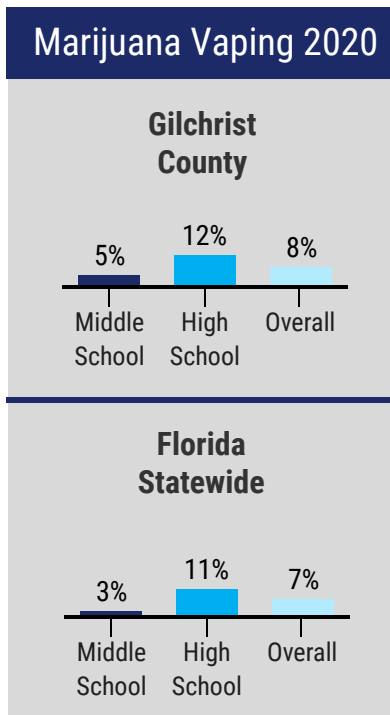 Marijuana Vaping 2020
Gilchrist
County
5%
12%
8%
Middle
School
High
School
Overall
Florida
Statewide
3%
11%
7%
Middle
School
High
School
Overall